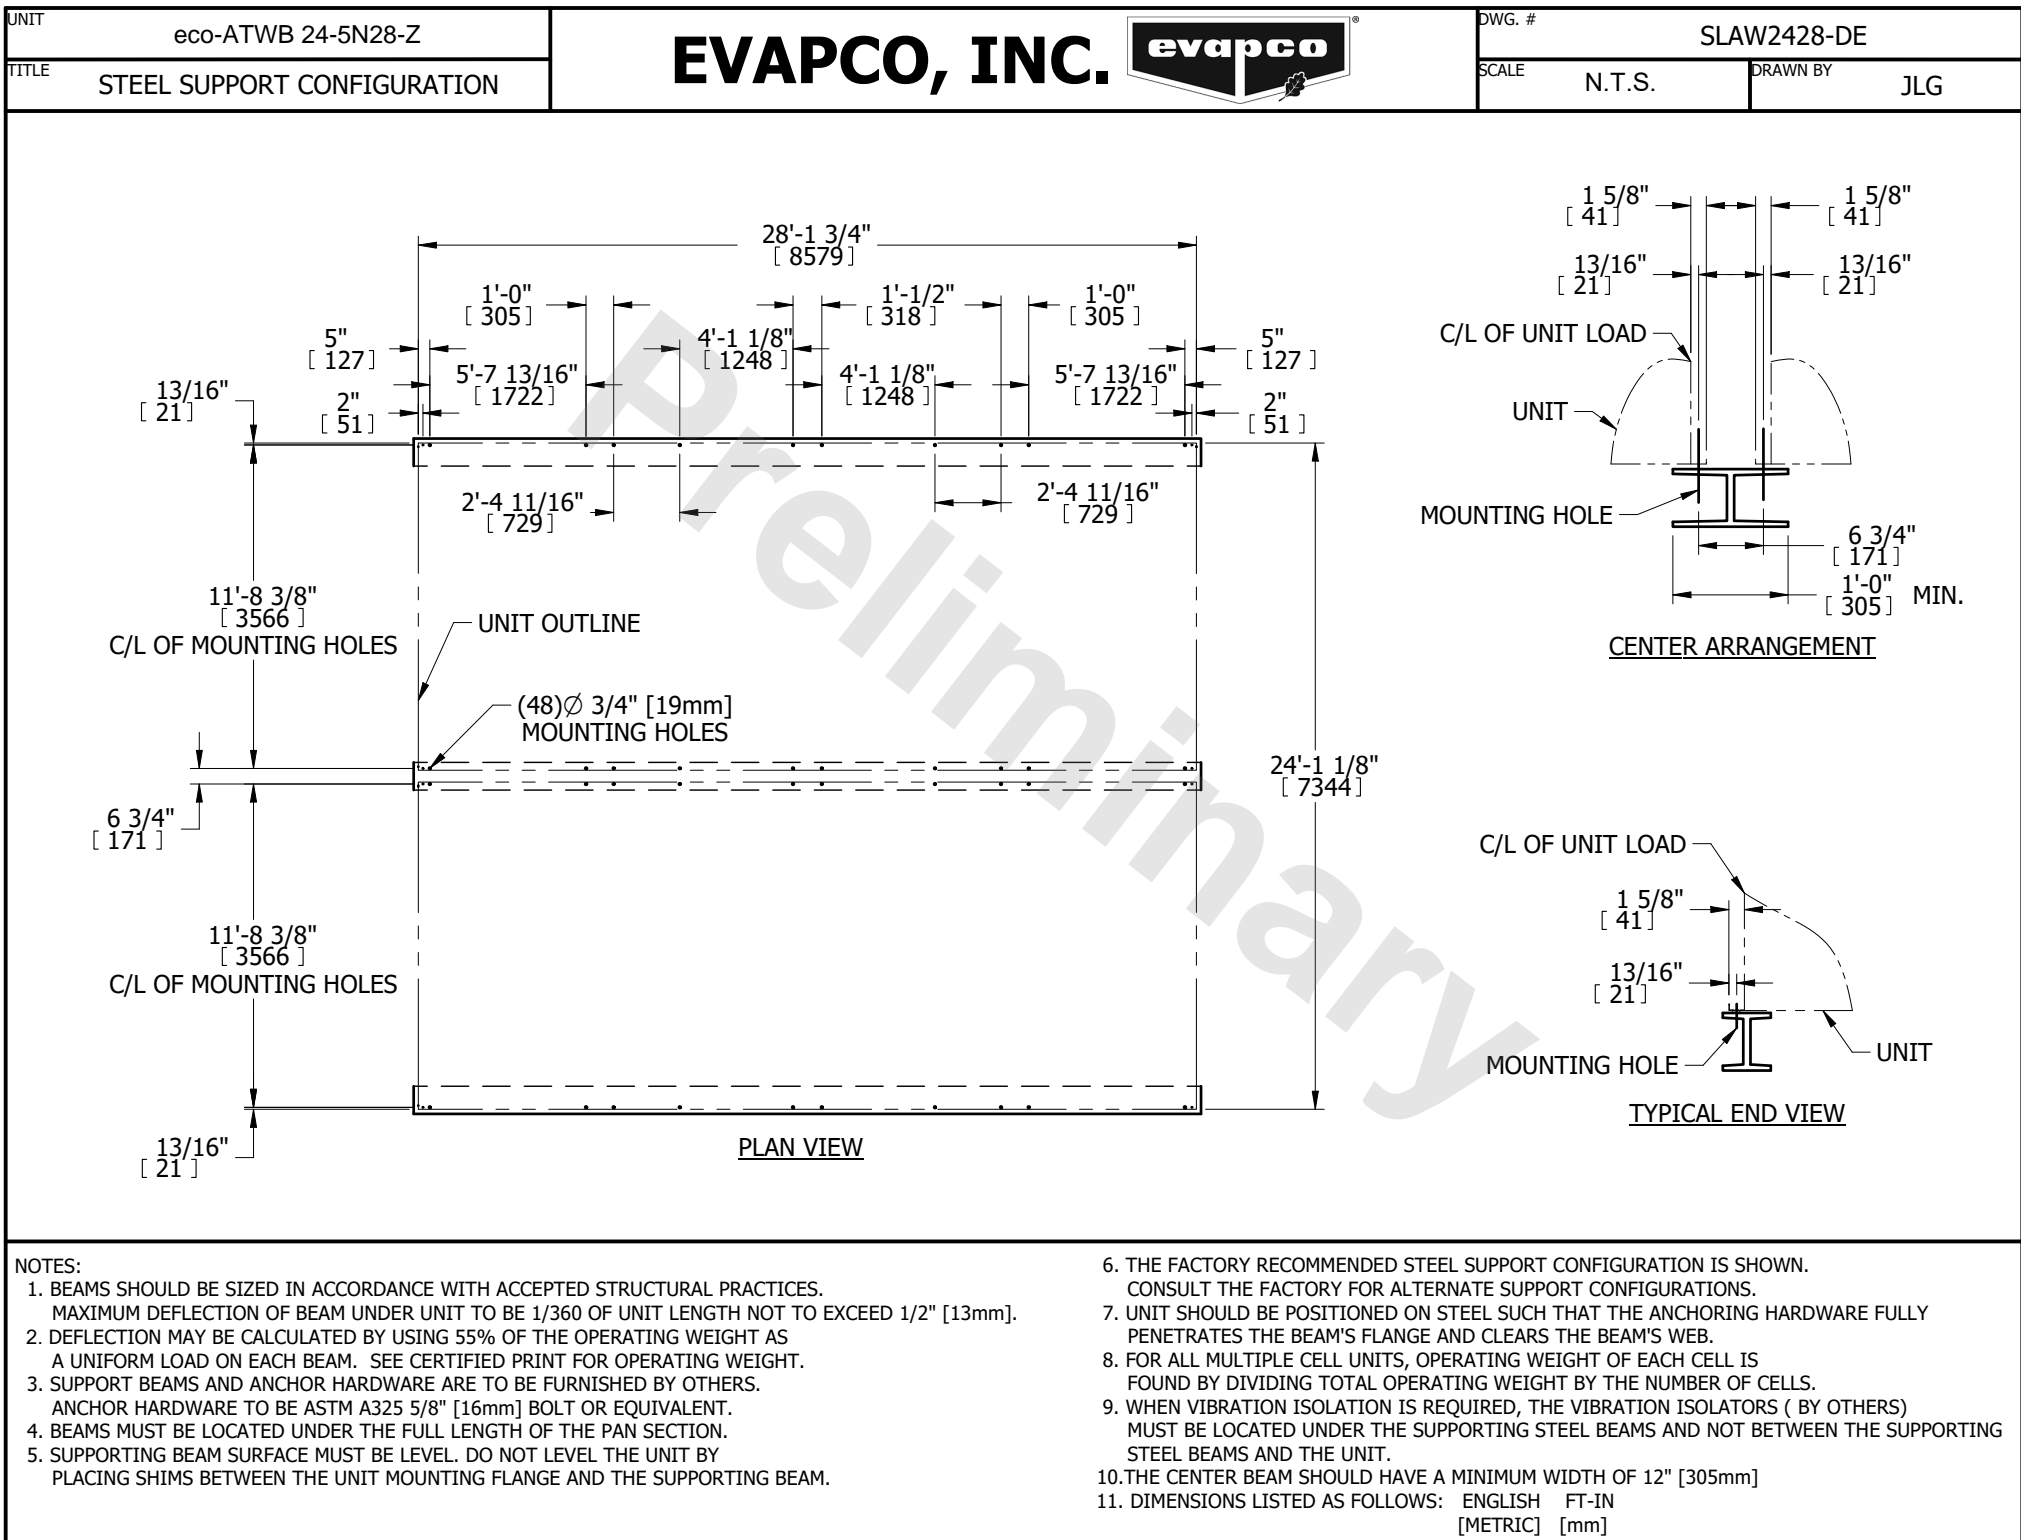 UNIT
eco-ATWB 24-5N28-Z
TITLE
STEEL SUPPORT CONFIGURATION
EVAPCO, INC.
evapco
®
DWG. #
SLAW2428-DE
SCALE
N.T.S.
DRAWN BY
JLG
28'-1 3/4"
[ 8579 ]
1'-0"
[ 305 ]
1'-1/2"
[ 318 ]
1'-0"
[ 305 ]
5"
[ 127 ]
4'-1 1/8"
[ 1248 ]
5"
[ 127 ]
5'-7 13/16"
[ 1722 ]
4'-1 1/8"
[ 1248 ]
5'-7 13/16"
[ 1722 ]
13/16"
[ 21 ]
2"
[ 51 ]
2"
[ 51 ]
2'-4 11/16"
[ 729 ]
2'-4 11/16"
[ 729 ]
11'-8 3/8"
[ 3566 ]
C/L OF MOUNTING HOLES
UNIT OUTLINE
(48)Ø 3/4" [19mm]
MOUNTING HOLES
24'-1 1/8"
[ 7344 ]
6 3/4"
[ 171 ]
11'-8 3/8"
[ 3566 ]
C/L OF MOUNTING HOLES
13/16"
[ 21 ]
PLAN VIEW
Preliminary
1 5/8"
[ 41 ]
1 5/8"
[ 41 ]
13/16"
[ 21 ]
13/16"
[ 21 ]
C/L OF UNIT LOAD
UNIT
MOUNTING HOLE
6 3/4"
[ 171 ]
1'-0"
[ 305 ] MIN.
CENTER ARRANGEMENT
C/L OF UNIT LOAD
1 5/8"
[ 41 ]
13/16"
[ 21 ]
MOUNTING HOLE
UNIT
TYPICAL END VIEW
NOTES:
1. BEAMS SHOULD BE SIZED IN ACCORDANCE WITH ACCEPTED STRUCTURAL PRACTICES.
MAXIMUM DEFLECTION OF BEAM UNDER UNIT TO BE 1/360 OF UNIT LENGTH NOT TO EXCEED 1/2" [13mm].
2. DEFLECTION MAY BE CALCULATED BY USING 55% OF THE OPERATING WEIGHT AS
A UNIFORM LOAD ON EACH BEAM. SEE CERTIFIED PRINT FOR OPERATING WEIGHT.
3. SUPPORT BEAMS AND ANCHOR HARDWARE ARE TO BE FURNISHED BY OTHERS.
ANCHOR HARDWARE TO BE ASTM A325 5/8" [16mm] BOLT OR EQUIVALENT.
4. BEAMS MUST BE LOCATED UNDER THE FULL LENGTH OF THE PAN SECTION.
5. SUPPORTING BEAM SURFACE MUST BE LEVEL. DO NOT LEVEL THE UNIT BY
PLACING SHIMS BETWEEN THE UNIT MOUNTING FLANGE AND THE SUPPORTING BEAM.
6. THE FACTORY RECOMMENDED STEEL SUPPORT CONFIGURATION IS SHOWN.
CONSULT THE FACTORY FOR ALTERNATE SUPPORT CONFIGURATIONS.
7. UNIT SHOULD BE POSITIONED ON STEEL SUCH THAT THE ANCHORING HARDWARE FULLY
PENETRATES THE BEAM'S FLANGE AND CLEARS THE BEAM'S WEB.
8. FOR ALL MULTIPLE CELL UNITS, OPERATING WEIGHT OF EACH CELL IS
FOUND BY DIVIDING TOTAL OPERATING WEIGHT BY THE NUMBER OF CELLS.
9. WHEN VIBRATION ISOLATION IS REQUIRED, THE VIBRATION ISOLATORS ( BY OTHERS)
MUST BE LOCATED UNDER THE SUPPORTING STEEL BEAMS AND NOT BETWEEN THE SUPPORTING
STEEL BEAMS AND THE UNIT.
10.THE CENTER BEAM SHOULD HAVE A MINIMUM WIDTH OF 12" [305mm]
11. DIMENSIONS LISTED AS FOLLOWS: ENGLISH FT-IN
[METRIC] [mm]